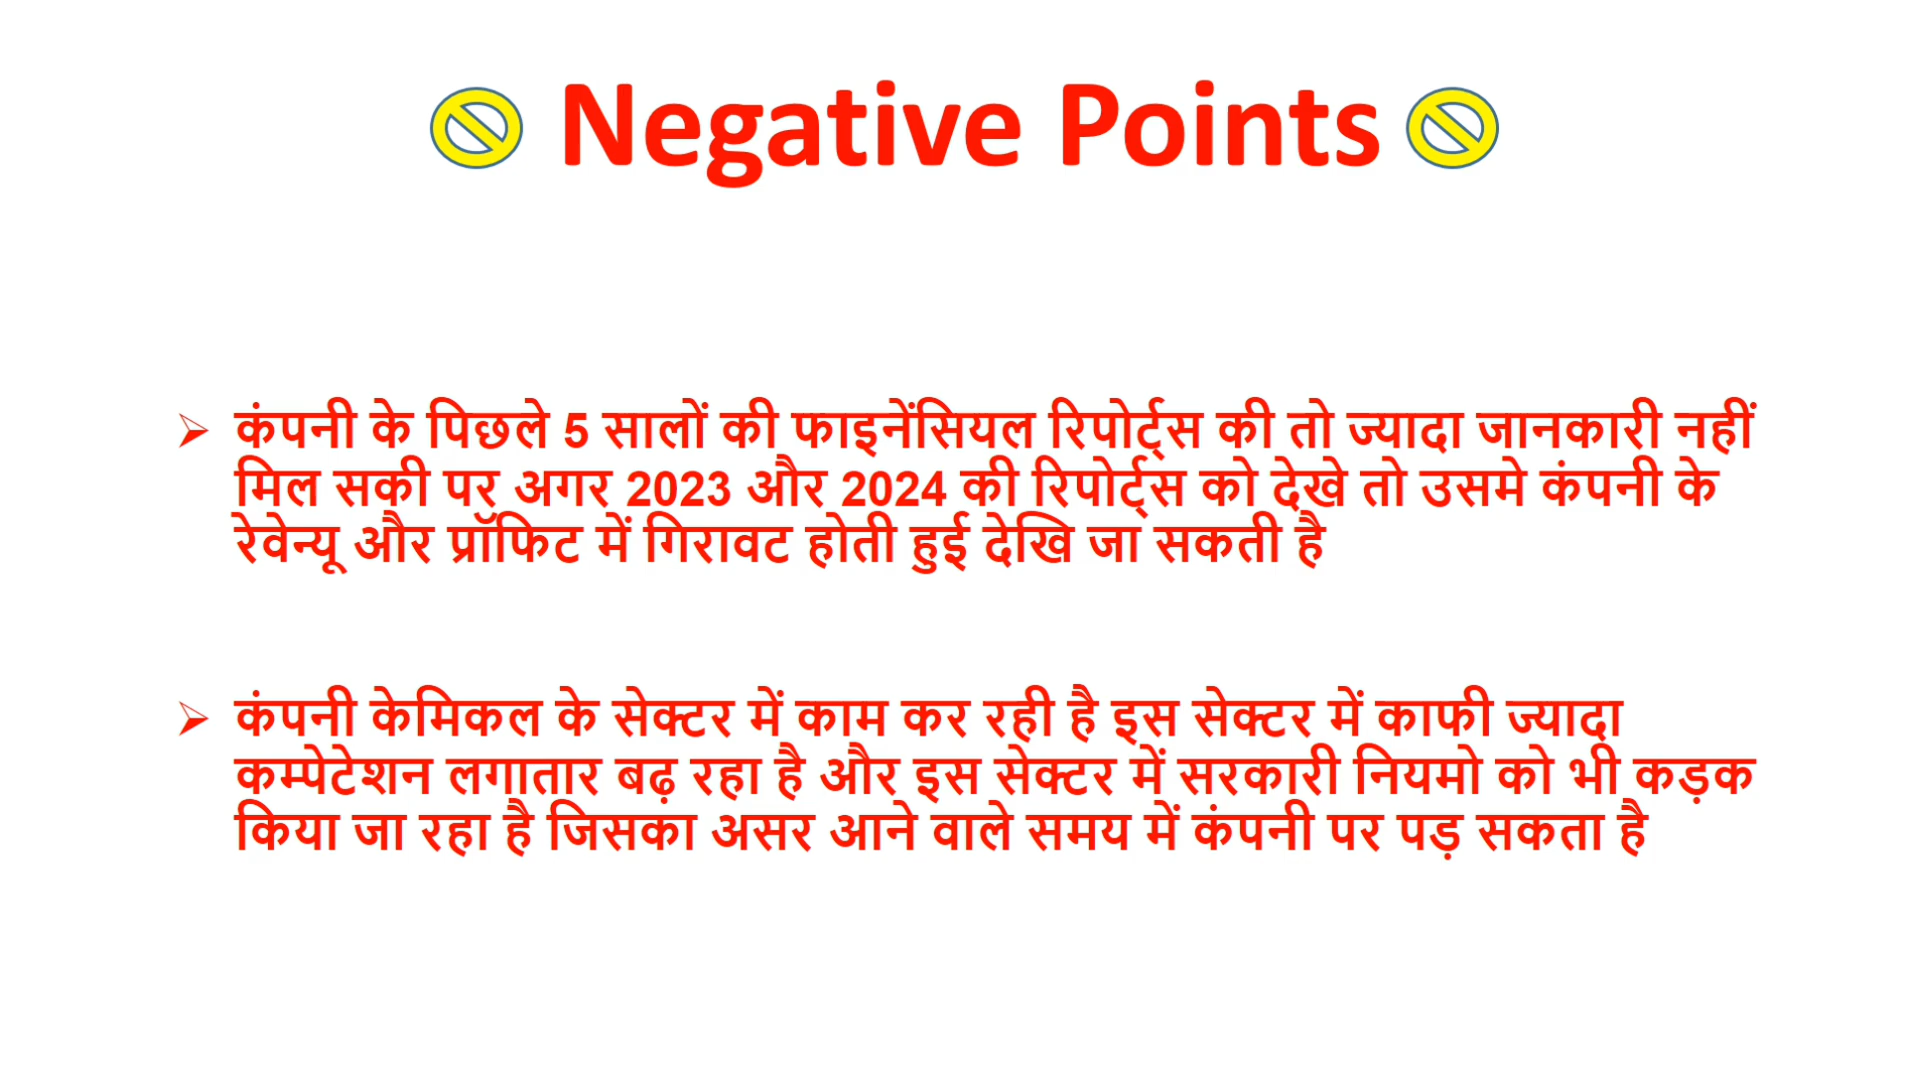 Negative Points
कंपनी के पिछले 5 सालों की फाइनेंसियल रिपोर्ट्स की तो ज्यादा जानकारी नहीं
मिल सकी पर अगर 2023 और 2024 की रिपोर्ट्स को देखे तो उसमे कंपनी के
रेवेन्यू और प्रॉफिट में गिरावट होती हुई देखि जा सकती है
कंपनी केमिकल के सेक्टर में काम कर रही है इस सेक्टर में काफी ज्यादा
कम्पेटेशन लगातार बढ़ रहा है और इस सेक्टर में सरकारी नियमो को भी कड़क
किया जा रहा है जिसका असर आने वाले समय में कंपनी पर पड़ सकता है